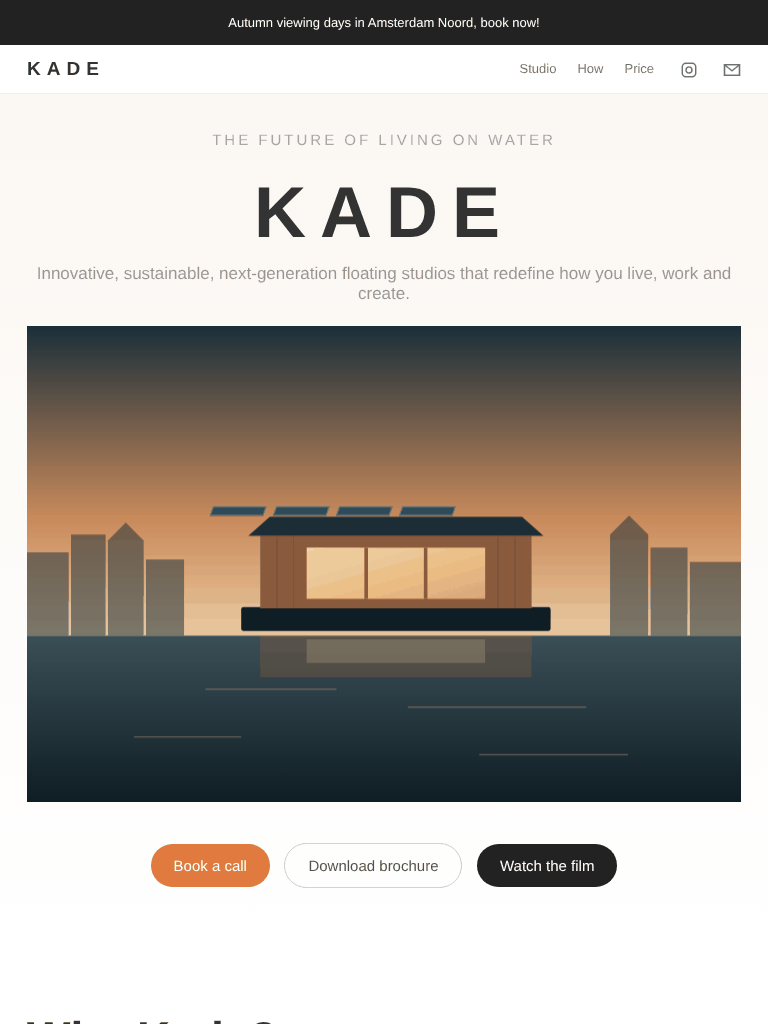 Autumn viewing days in Amsterdam Noord, book now!
KADE
Studio How Price
THE FUTURE OF LIVING ON WATER
KADE
Innovative, sustainable, next-generation floating studios that redefine how you live, work and
create.
Book a call Download brochure Watch the film